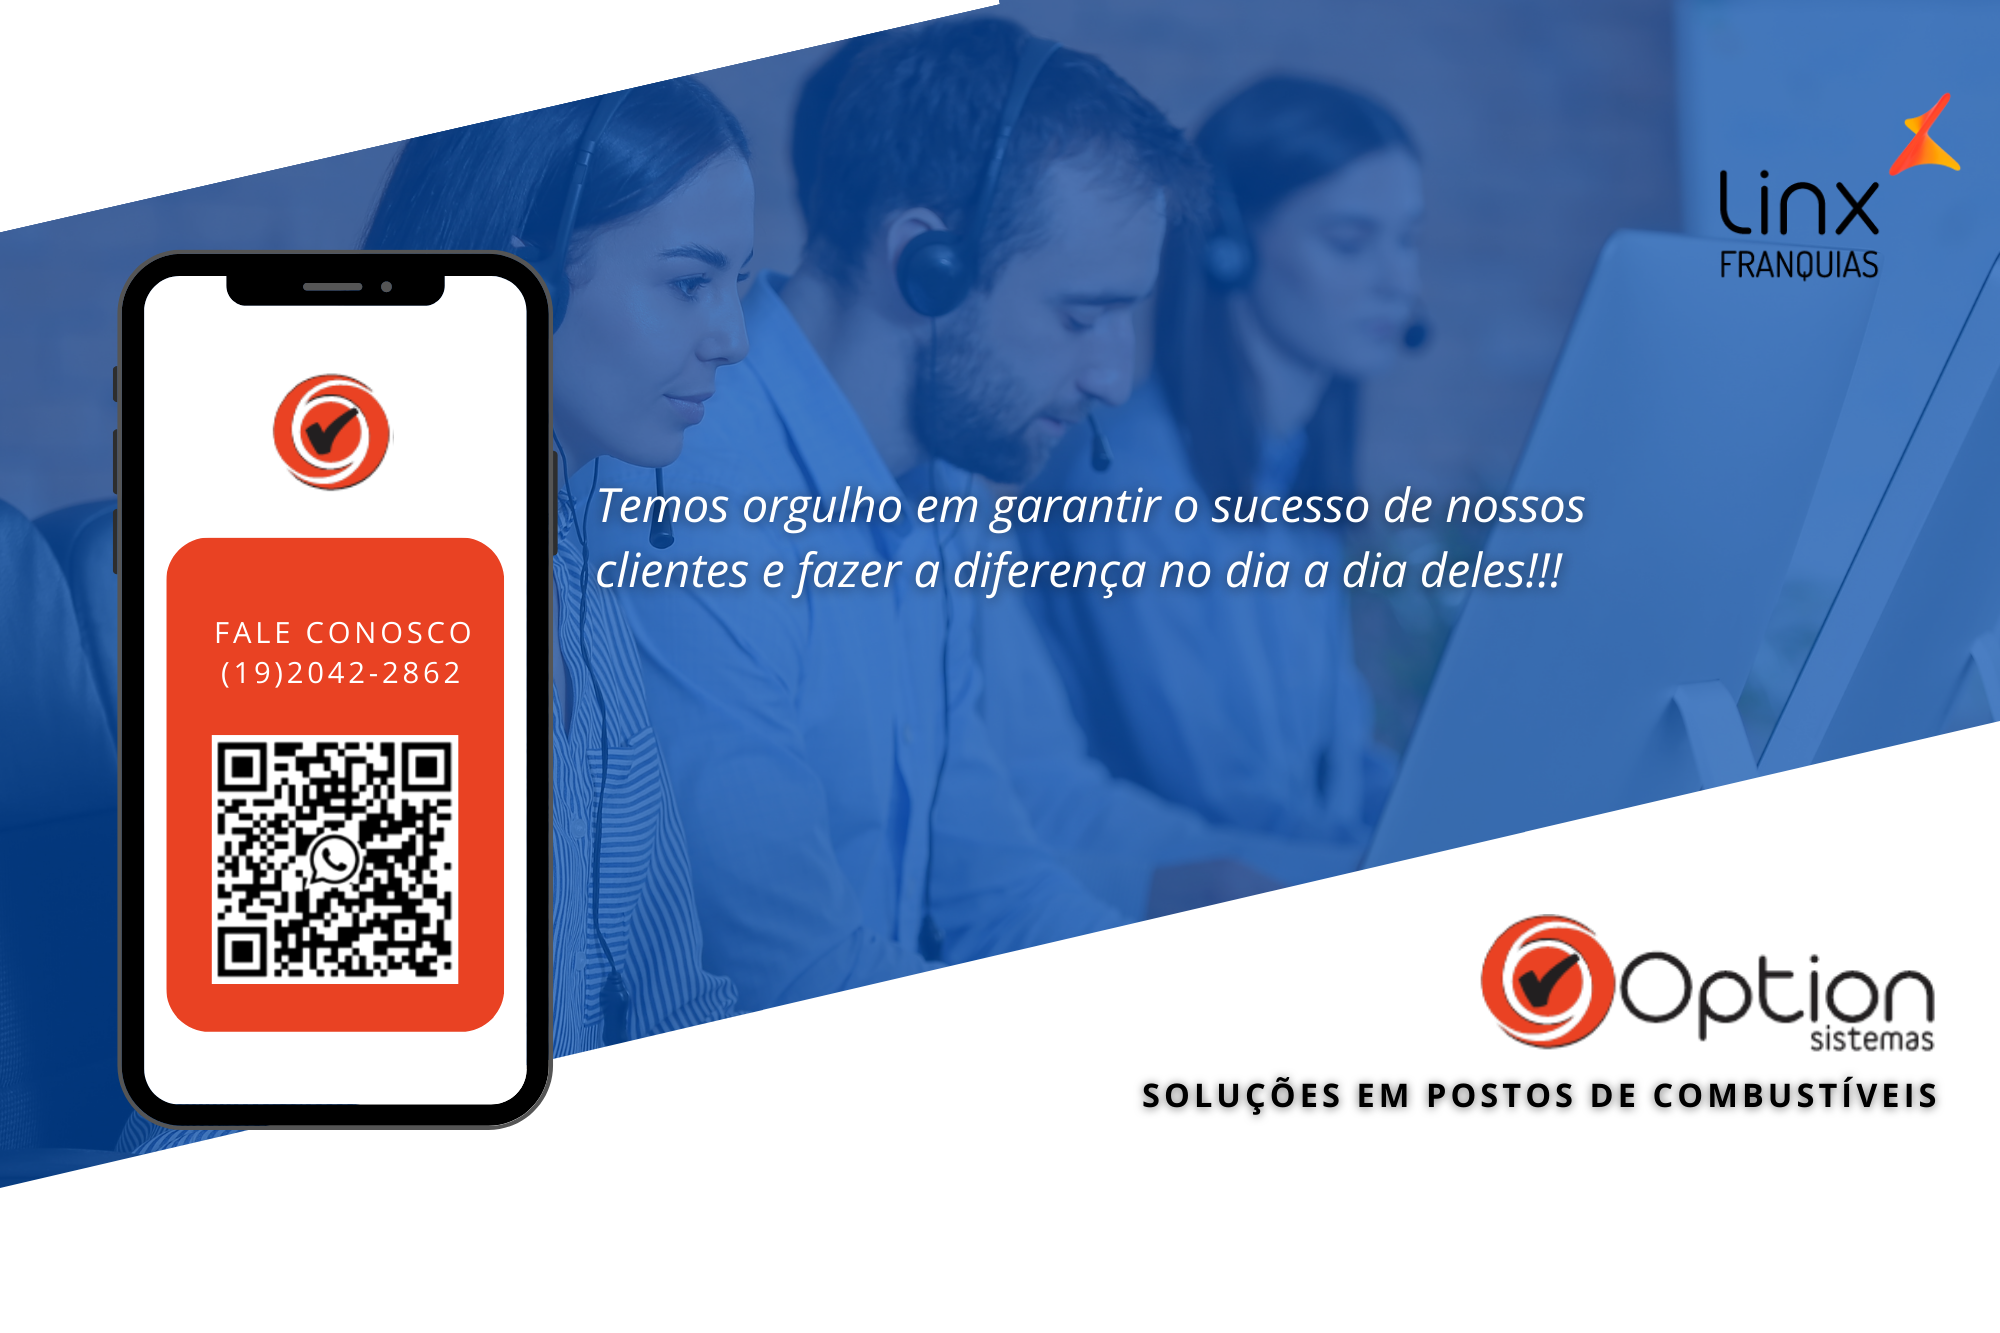 linx
FRANQUIAS
Temos orgulho em garantir o sucesso de nossos
clientes e fazer a diferença no dia a dia deles!!!
FALE CONOSCO
(19)2042-2862
Option
sistemas
SOLUÇÕES EM POSTOS DE COMBUSTÍVEIS